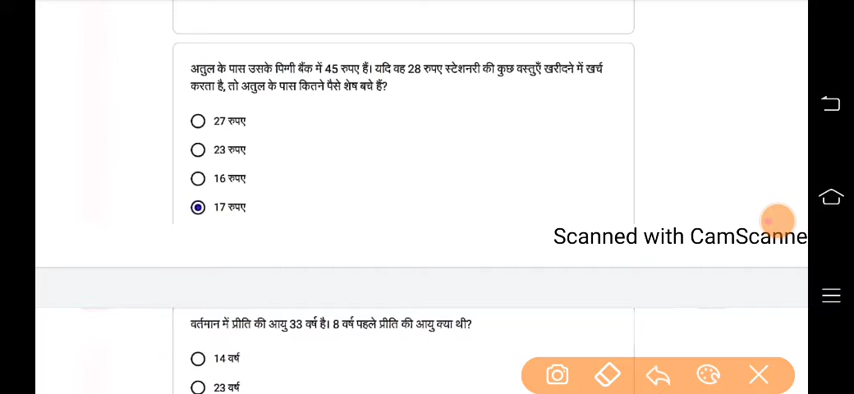 अतुल के पास उसके पिग्गी बैंक में 45 रुपए हैं। यदि वह 28 रुपए स्टेशनरी की कुछ वस्तुएँ खरीदने में खर्च
करता है, तो अतुल के पास कितने पैसे शेष बचे हैं?
27 रुपए
23 रुपए
16 रुपए
17 रुपए
Scanned with CamScanne
वर्तमान में प्रीति की आयु 33 वर्ष है। 8 वर्ष पहले प्रीति की आयु क्या थी?
14 वर्ष
23 वर्ष